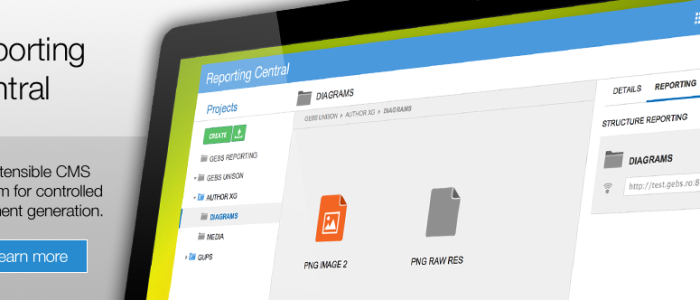 porting
ntral
tensible CMS
m for controlled
ment generation.
earn more
Reporting Central
Projects
CREATE
GEBS REPORTING
GEBS UNISON
AUTHOR XG
DIAGRAMS
MEDIA
GUPS
DIAGRAMS
GEBS UNISON > AUTHOR XG > DIAGRAMS
PNG IMAGE 2
PNG RAW RES
DETAILS
REPORTING
STRUCTURE REPORTING
DIAGRAMS
http://test.gebs.ro:8